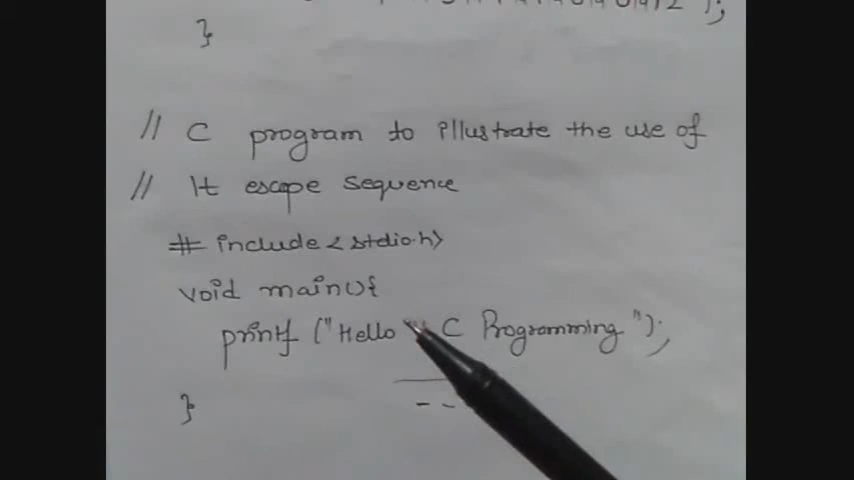 }
// C program to illustrate the use of
// \t escape sequence
# include <stdio.h>
void main(){
printf ("Hello C Programming");
}